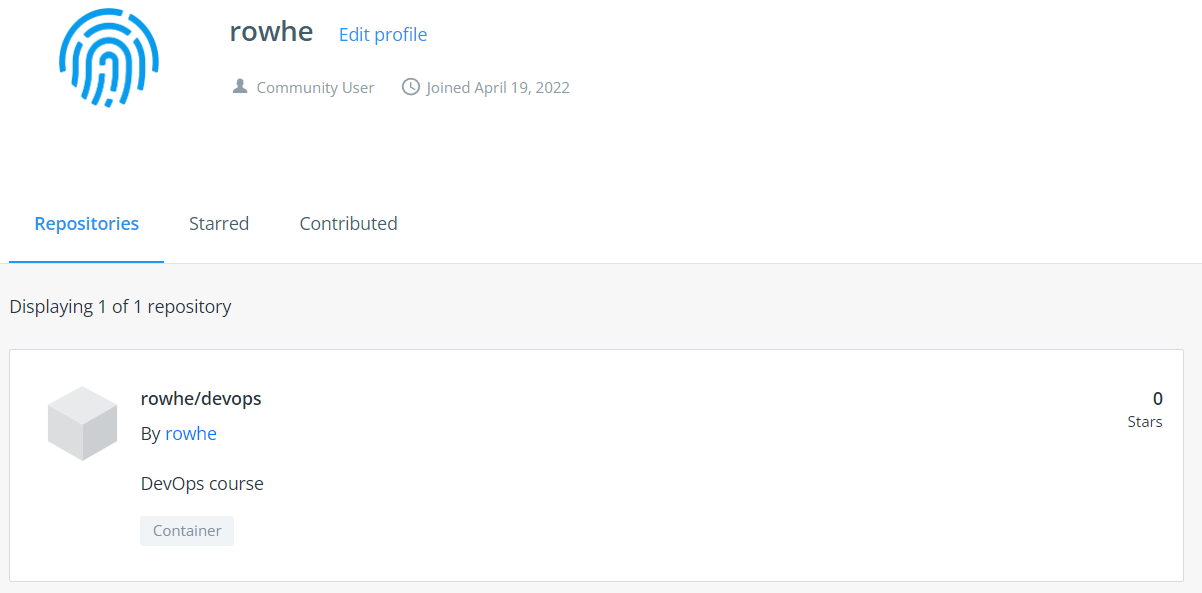 rowhe Edit profile
Community User Joined April 19, 2022
Repositories Starred Contributed
Displaying 1 of 1 repository
rowhe/devops 0
By rowhe Stars
DevOps course
Container